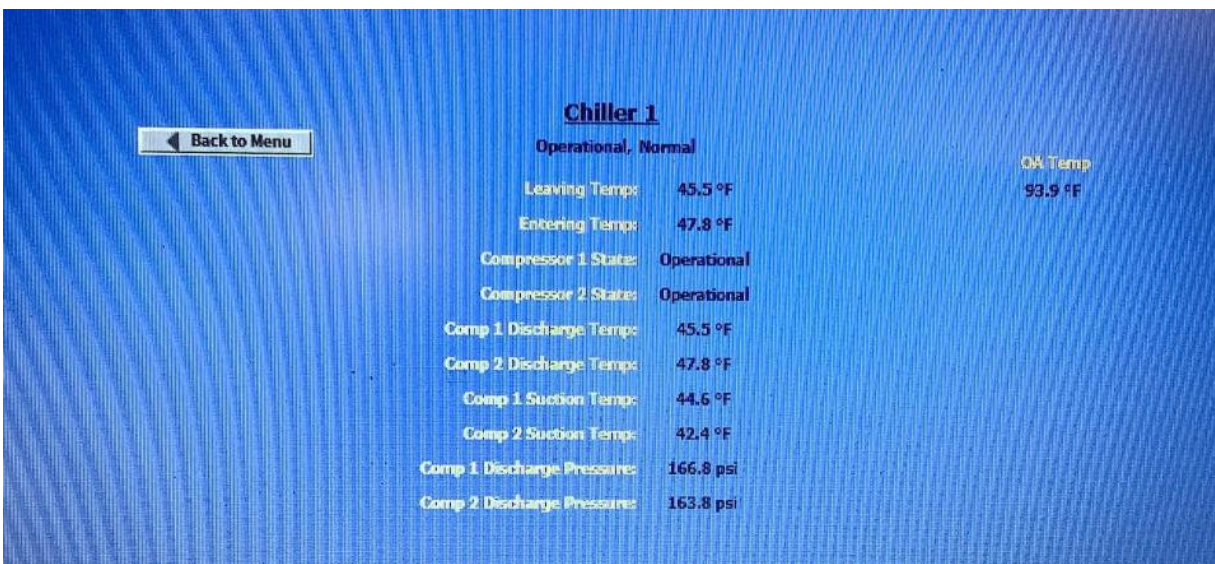 Chiller 1
Back to Menu
Operational, Normal
OA Temp
Leaving Temp: 45.5 °F
93.9 °F
Entering Temp: 47.8 °F
Compressor 1 State: Operational
Compressor 2 State: Operational
Comp 1 Discharge Temp: 45.5 °F
Comp 2 Discharge Temp: 47.8 °F
Comp 1 Suction Temp: 44.6 °F
Comp 2 Suction Temp: 42.4 °F
Comp 1 Discharge Pressure: 166.8 psi
Comp 2 Discharge Pressure: 163.8 psi